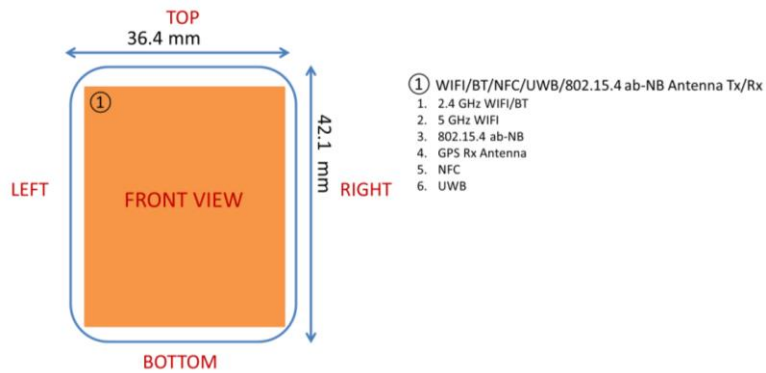 TOP
36.4 mm
①
42.1 mm
LEFT
FRONT VIEW
RIGHT
BOTTOM
① WIFI/BT/NFC/UWB/802.15.4 ab-NB Antenna Tx/Rx
1. 2.4 GHz WIFI/BT
2. 5 GHz WIFI
3. 802.15.4 ab-NB
4. GPS Rx Antenna
5. NFC
6. UWB